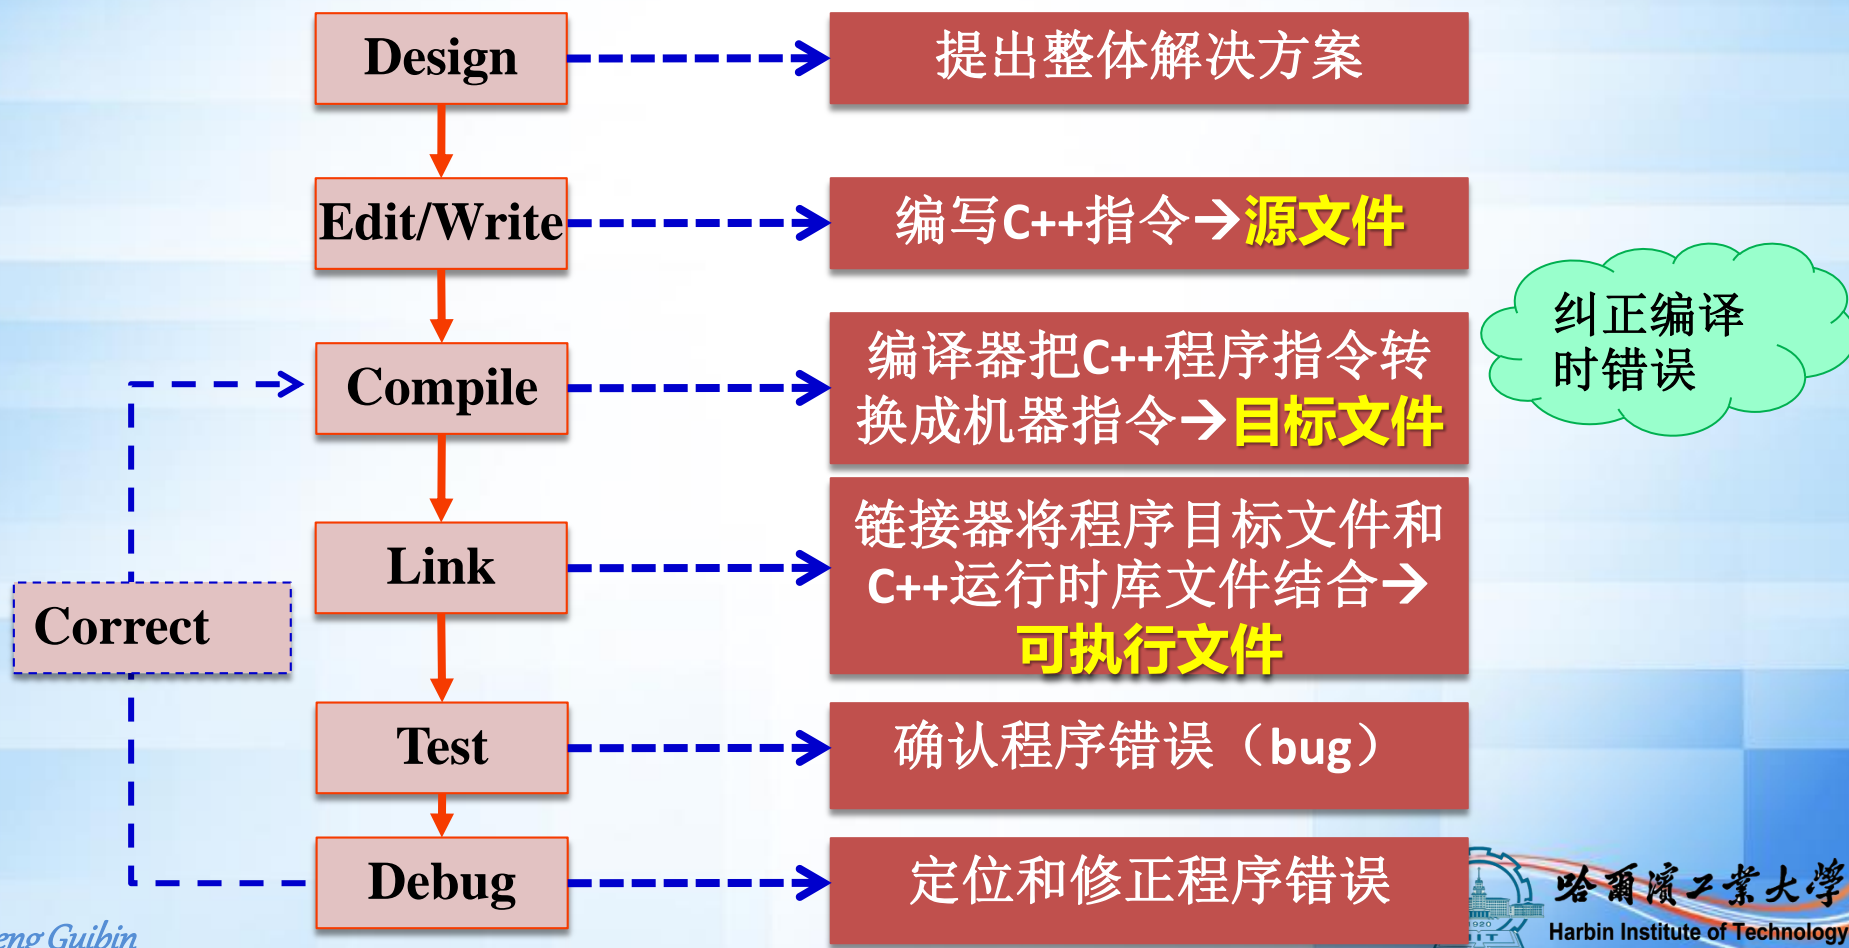 Design
提出整体解决方案
Edit/Write
编写C++指令→源文件
纠正编译
时错误
Compile
编译器把C++程序指令转
换成机器指令→目标文件
Link
链接器将程序目标文件和
C++运行时库文件结合→
可执行文件
Correct
Test
确认程序错误（bug）
Debug
定位和修正程序错误
哈爾濱工業大學
Harbin Institute of Technology
Guibin